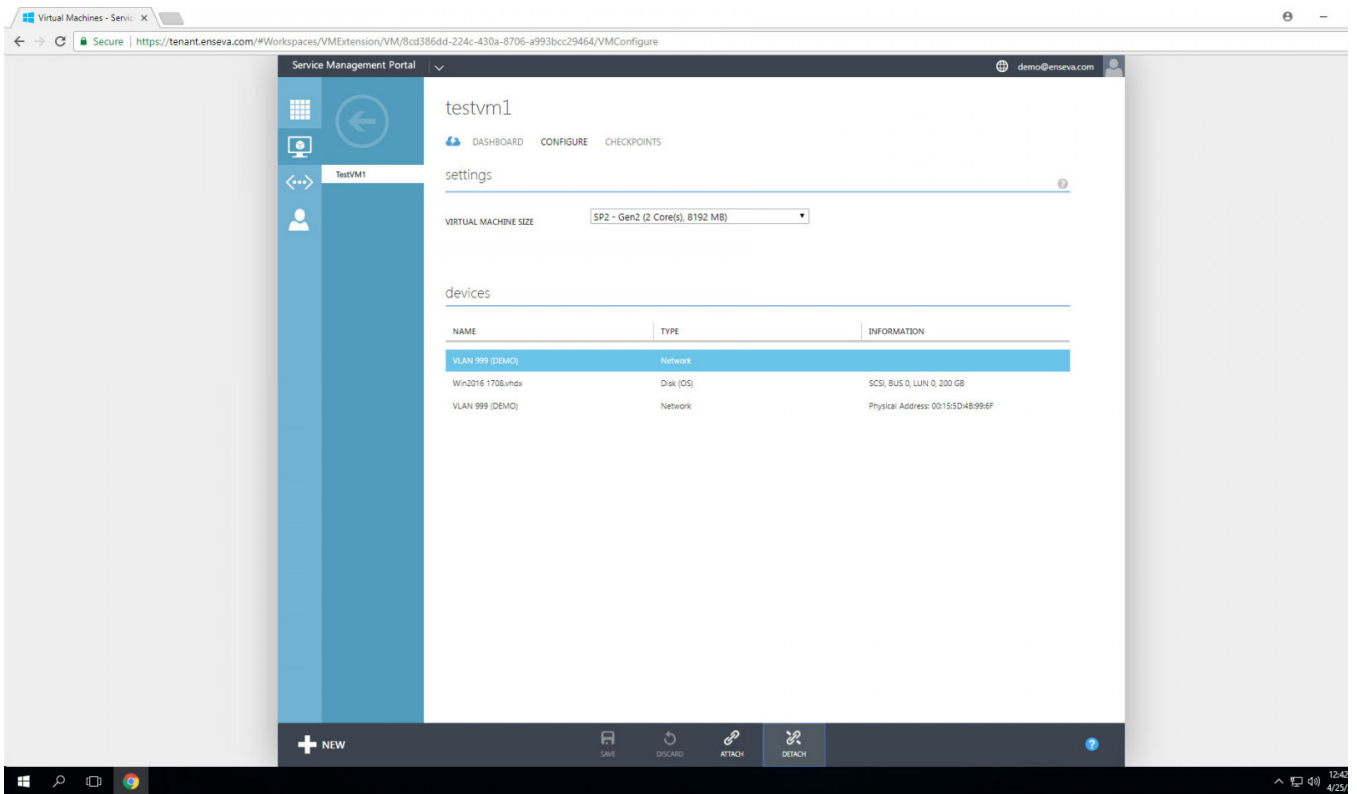 Virtual Machines - Servic
Secure | https://tenant.enseva.com/#Workspaces/VMExtension/VM/8cd386dd-224c-430a-8706-a993bcc29464/VMConfigure
Service Management Portal
demo@enseva.com
testvm1
DASHBOARD CONFIGURE CHECKPOINTS
TestVM1
settings
?
VIRTUAL MACHINE SIZE SP2 - Gen2 (2 Core(s), 8192 MB)
devices
NAME TYPE INFORMATION
VLAN 999 (DEMO) Network
Win2016 1708.vhdx Disk (OS) SCSI, BUS 0, LUN 0, 200 GB
VLAN 999 (DEMO) Network Physical Address: 00:15:5D:4B:99:6F
NEW
SAVE DISCARD ATTACH DETACH
?
12:42
4/25/